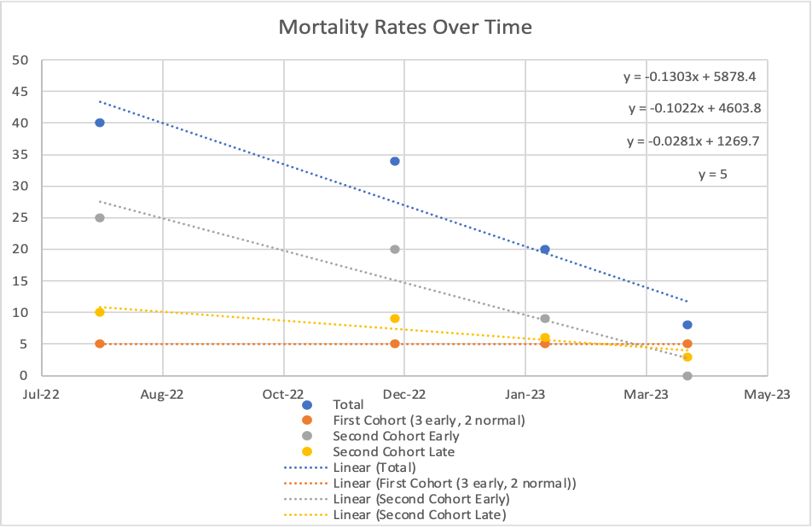 Mortality Rates Over Time
50
45
40
35
30
25
20
15
10
5
0
y = -0.1303x + 5878.4
y = -0.1022x + 4603.8
y = -0.0281x + 1269.7
y = 5
Jul-22 Aug-22 Oct-22 Dec-22 Jan-23 Mar-23 May-23
Total
First Cohort (3 early, 2 normal)
Second Cohort Early
Second Cohort Late
Linear (Total)
Linear (First Cohort (3 early, 2 normal))
Linear (Second Cohort Early)
Linear (Second Cohort Late)